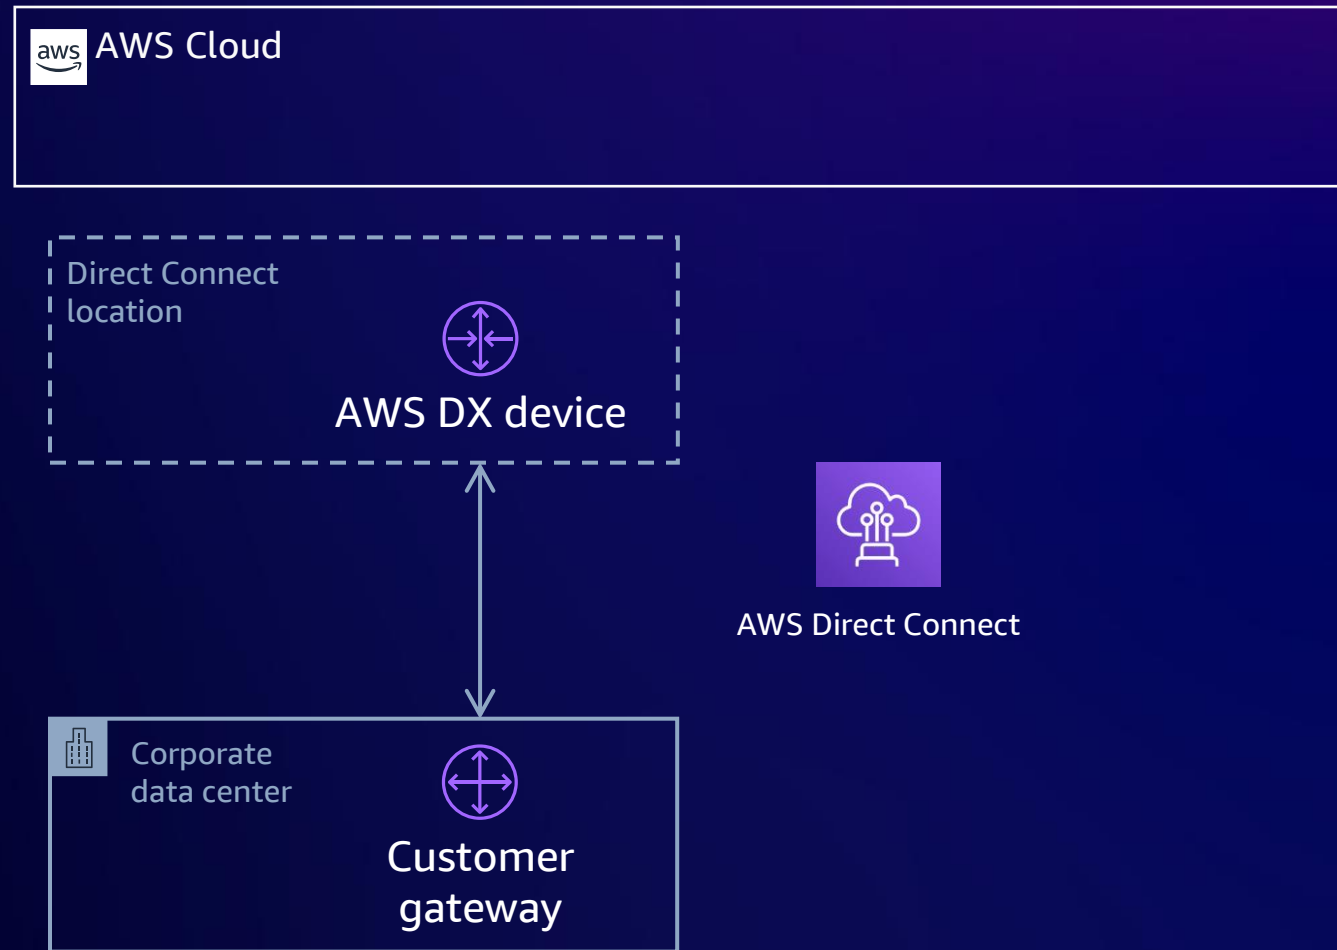 aws
AWS Cloud
Direct Connect
location
AWS DX device
AWS Direct Connect
Corporate
data center
Customer
gateway